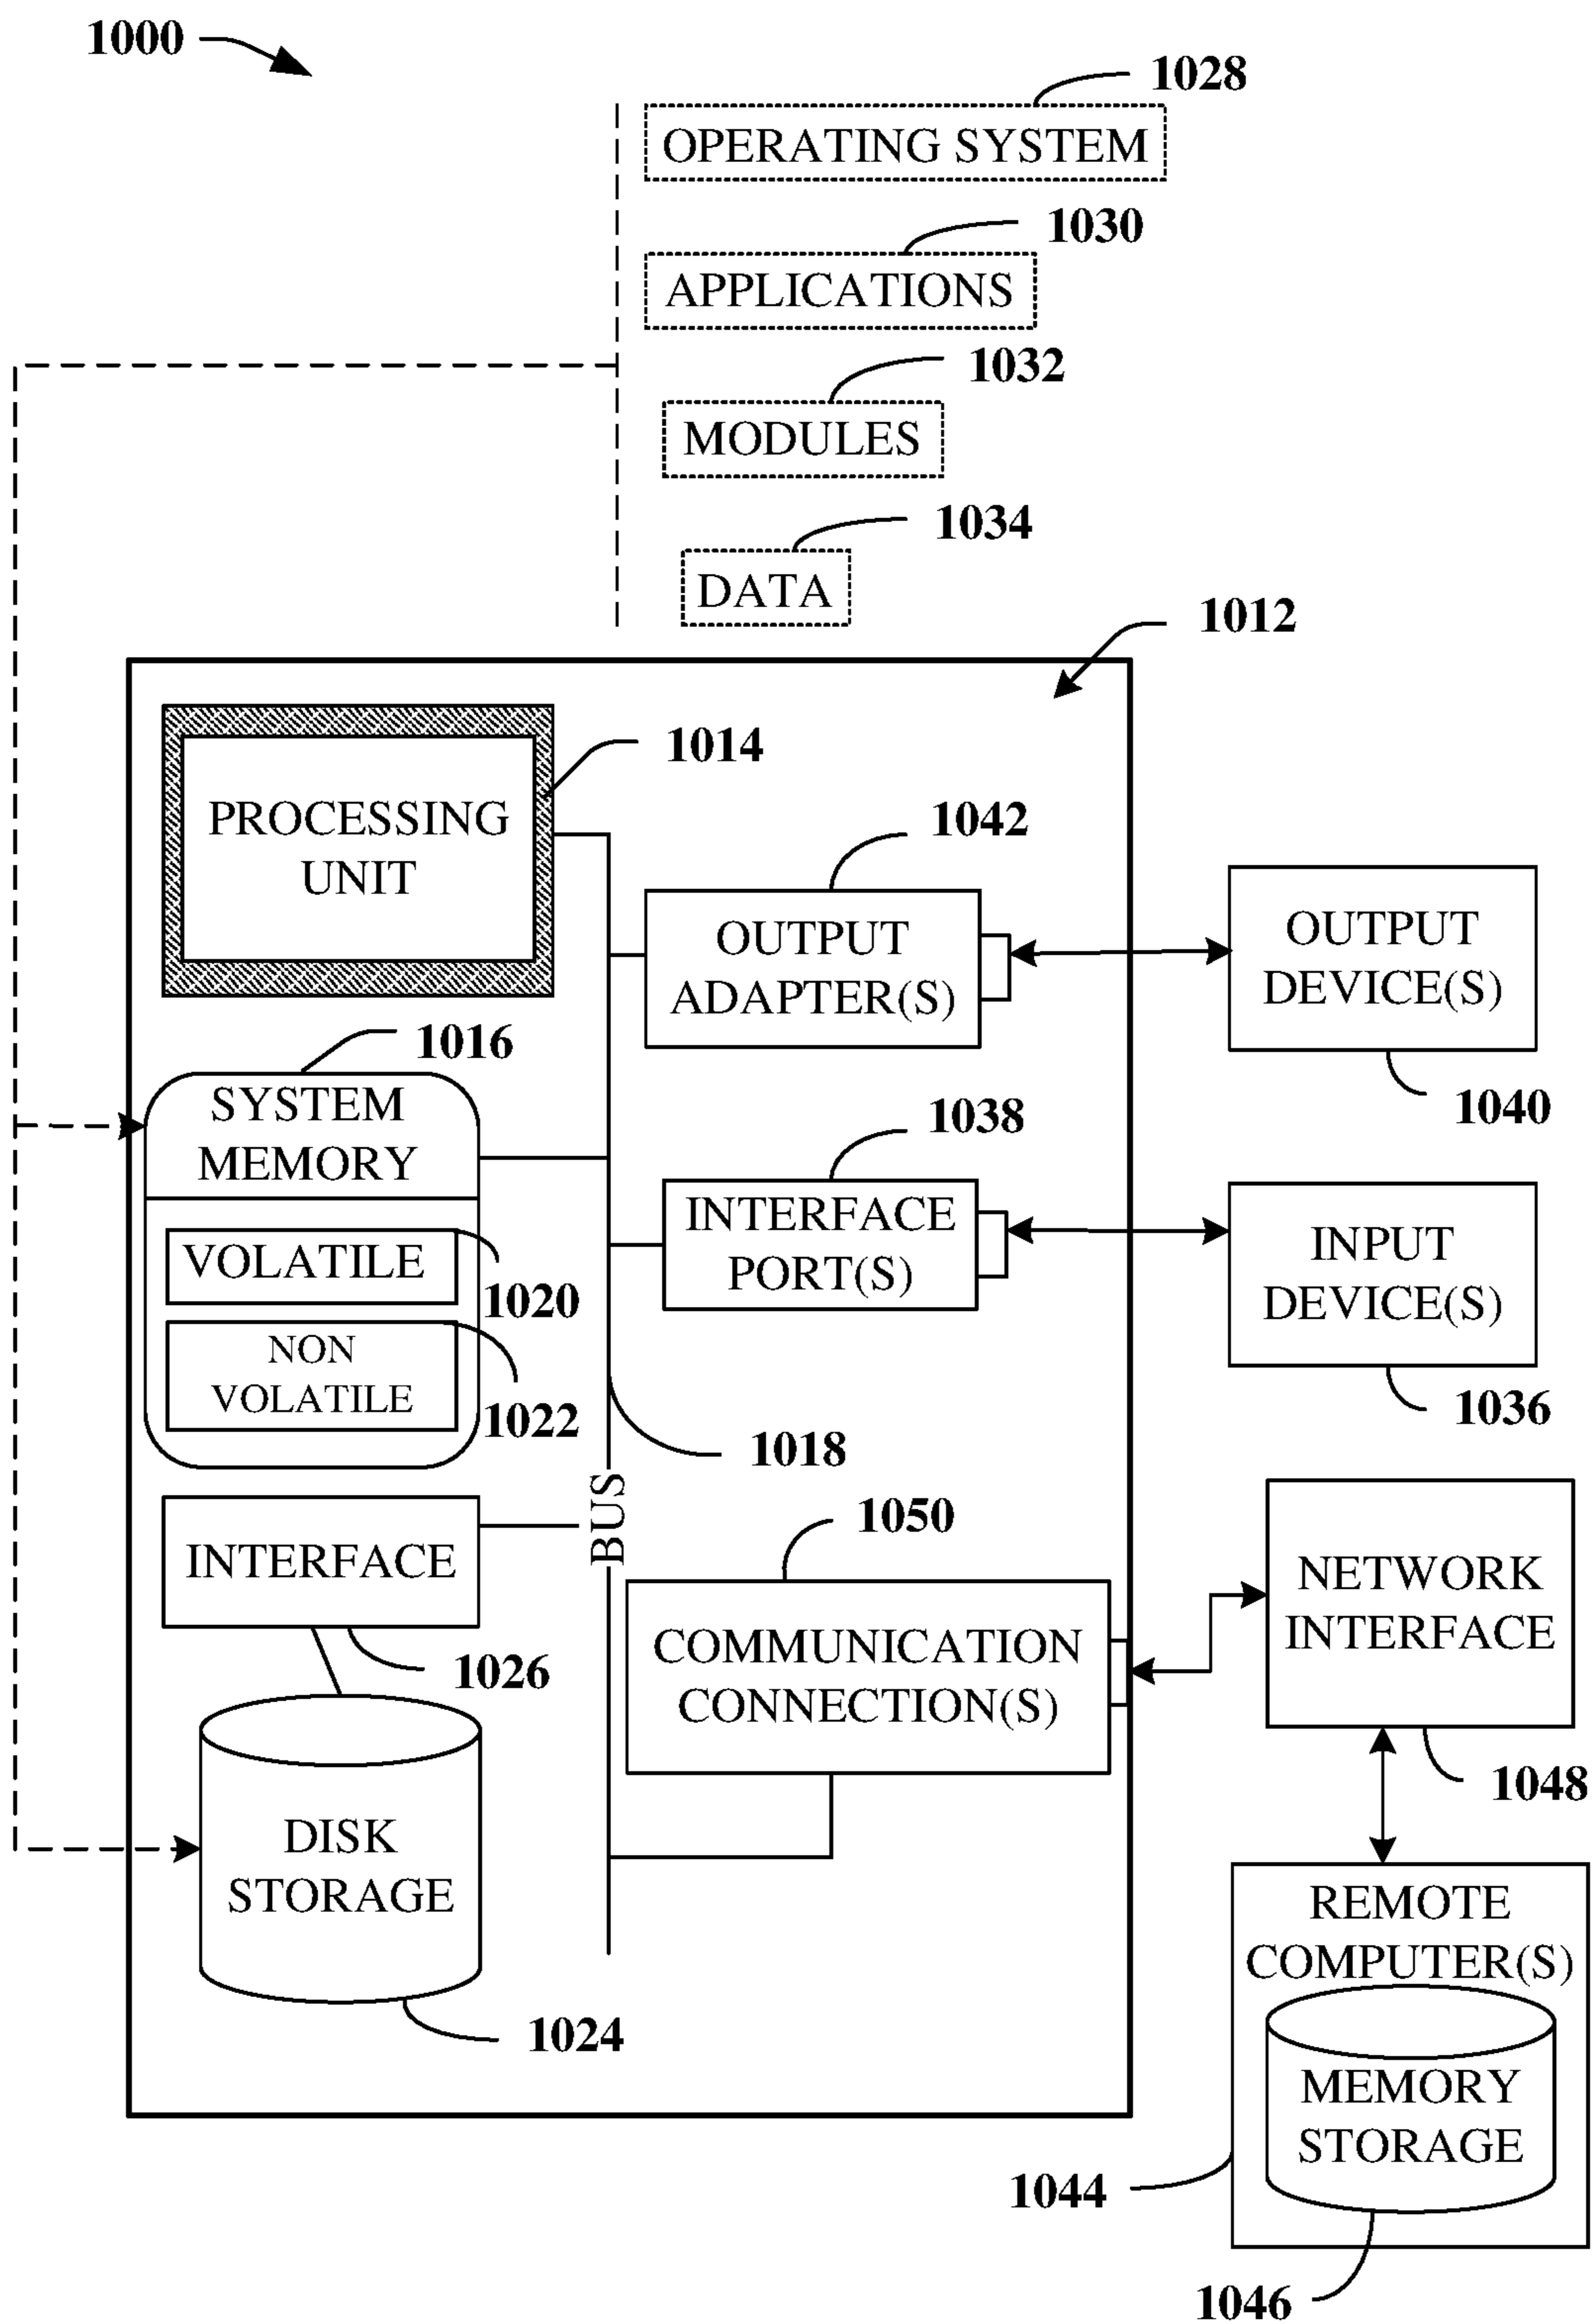 1000
1028
OPERATING SYSTEM
1030
APPLICATIONS
1032
MODULES
1034
DATA
1012
1014
PROCESSING
UNIT
1042
OUTPUT
ADAPTER(S)
OUTPUT
DEVICE(S)
1040
1016
SYSTEM
MEMORY
VOLATILE
1020
NON
VOLATILE
1022
1038
INTERFACE
PORT(S)
INPUT
DEVICE(S)
1036
1018
BUS
INTERFACE
1026
1050
COMMUNICATION
CONNECTION(S)
NETWORK
INTERFACE
1048
DISK
STORAGE
1024
REMOTE
COMPUTER(S)
MEMORY
STORAGE
1044
1046